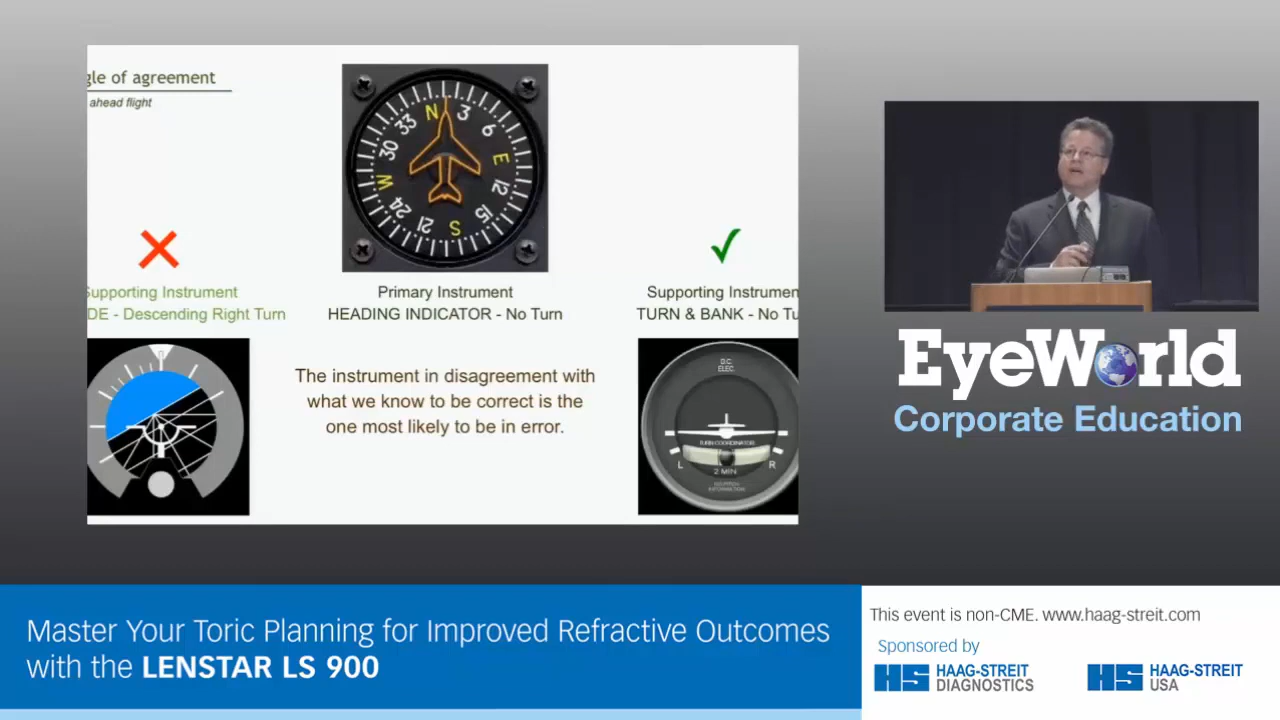 gle of agreement
ahead flight
N 3 6 E 12 15 S 21 24 W 30 33
Supporting Instrument
DE - Descending Right Turn
Primary Instrument
HEADING INDICATOR - No Turn
Supporting Instrumen
TURN & BANK - No Tu
The instrument in disagreement with
what we know to be correct is the
one most likely to be in error.
D.C.
ELEC.
TURN COORDINATOR
L R
2 MIN
EyeWorld
Corporate Education
Master Your Toric Planning for Improved Refractive Outcomes
with the LENSTAR LS 900
This event is non-CME. www.haag-streit.com
Sponsored by
HS HAAG-STREIT
DIAGNOSTICS
HS HAAG-STREIT
USA